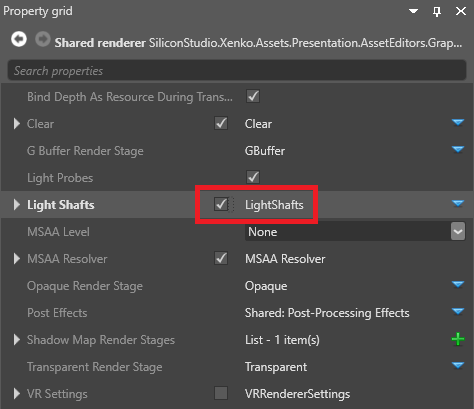 Property grid
Shared renderer SiliconStudio.Xenko.Assets.Presentation.AssetEditors.Grap...
Search properties
Bind Depth As Resource During Trans...
Clear Clear
G Buffer Render Stage GBuffer
Light Probes
Light Shafts LightShafts
MSAA Level None
MSAA Resolver MSAA Resolver
Opaque Render Stage Opaque
Post Effects Shared: Post-Processing Effects
Shadow Map Render Stages List - 1 item(s)
Transparent Render Stage Transparent
VR Settings VRRendererSettings